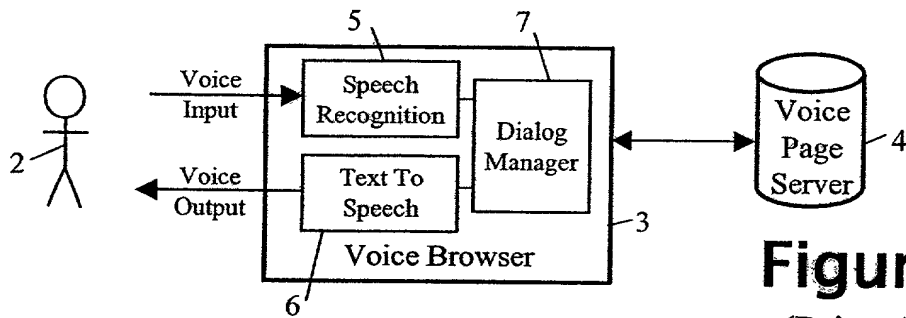 5
7
Voice
Input
Speech
Recognition
Dialog
Manager
Voice
Page
Server
4
2
Voice
Output
Text To
Speech
3
Voice Browser
6
Figur